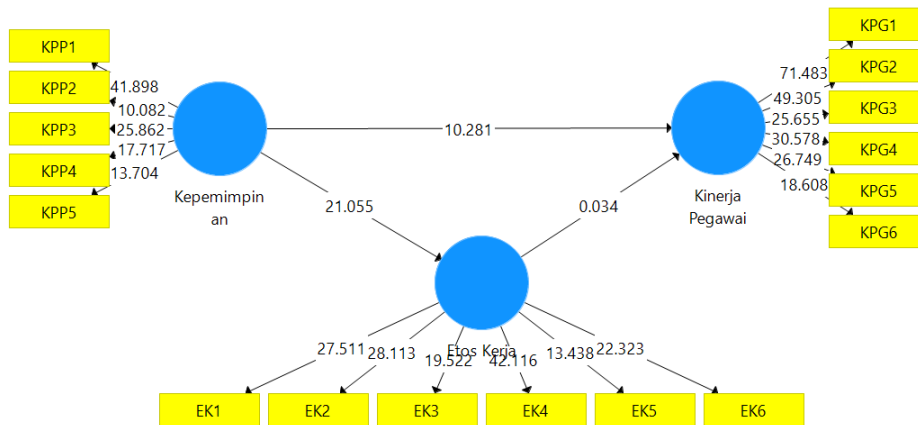 KPP1
KPP2
KPP3
KPP4
KPP5
41.898
10.082
25.862
17.717
13.704
Kepemimpin
an
10.281
21.055
0.034
Kinerja
Pegawai
71.483
49.305
25.655
30.578
26.749
18.608
KPG1
KPG2
KPG3
KPG4
KPG5
KPG6
Etos Kerja
27.511
28.113
19.522
42.116
13.438
22.323
EK1
EK2
EK3
EK4
EK5
EK6